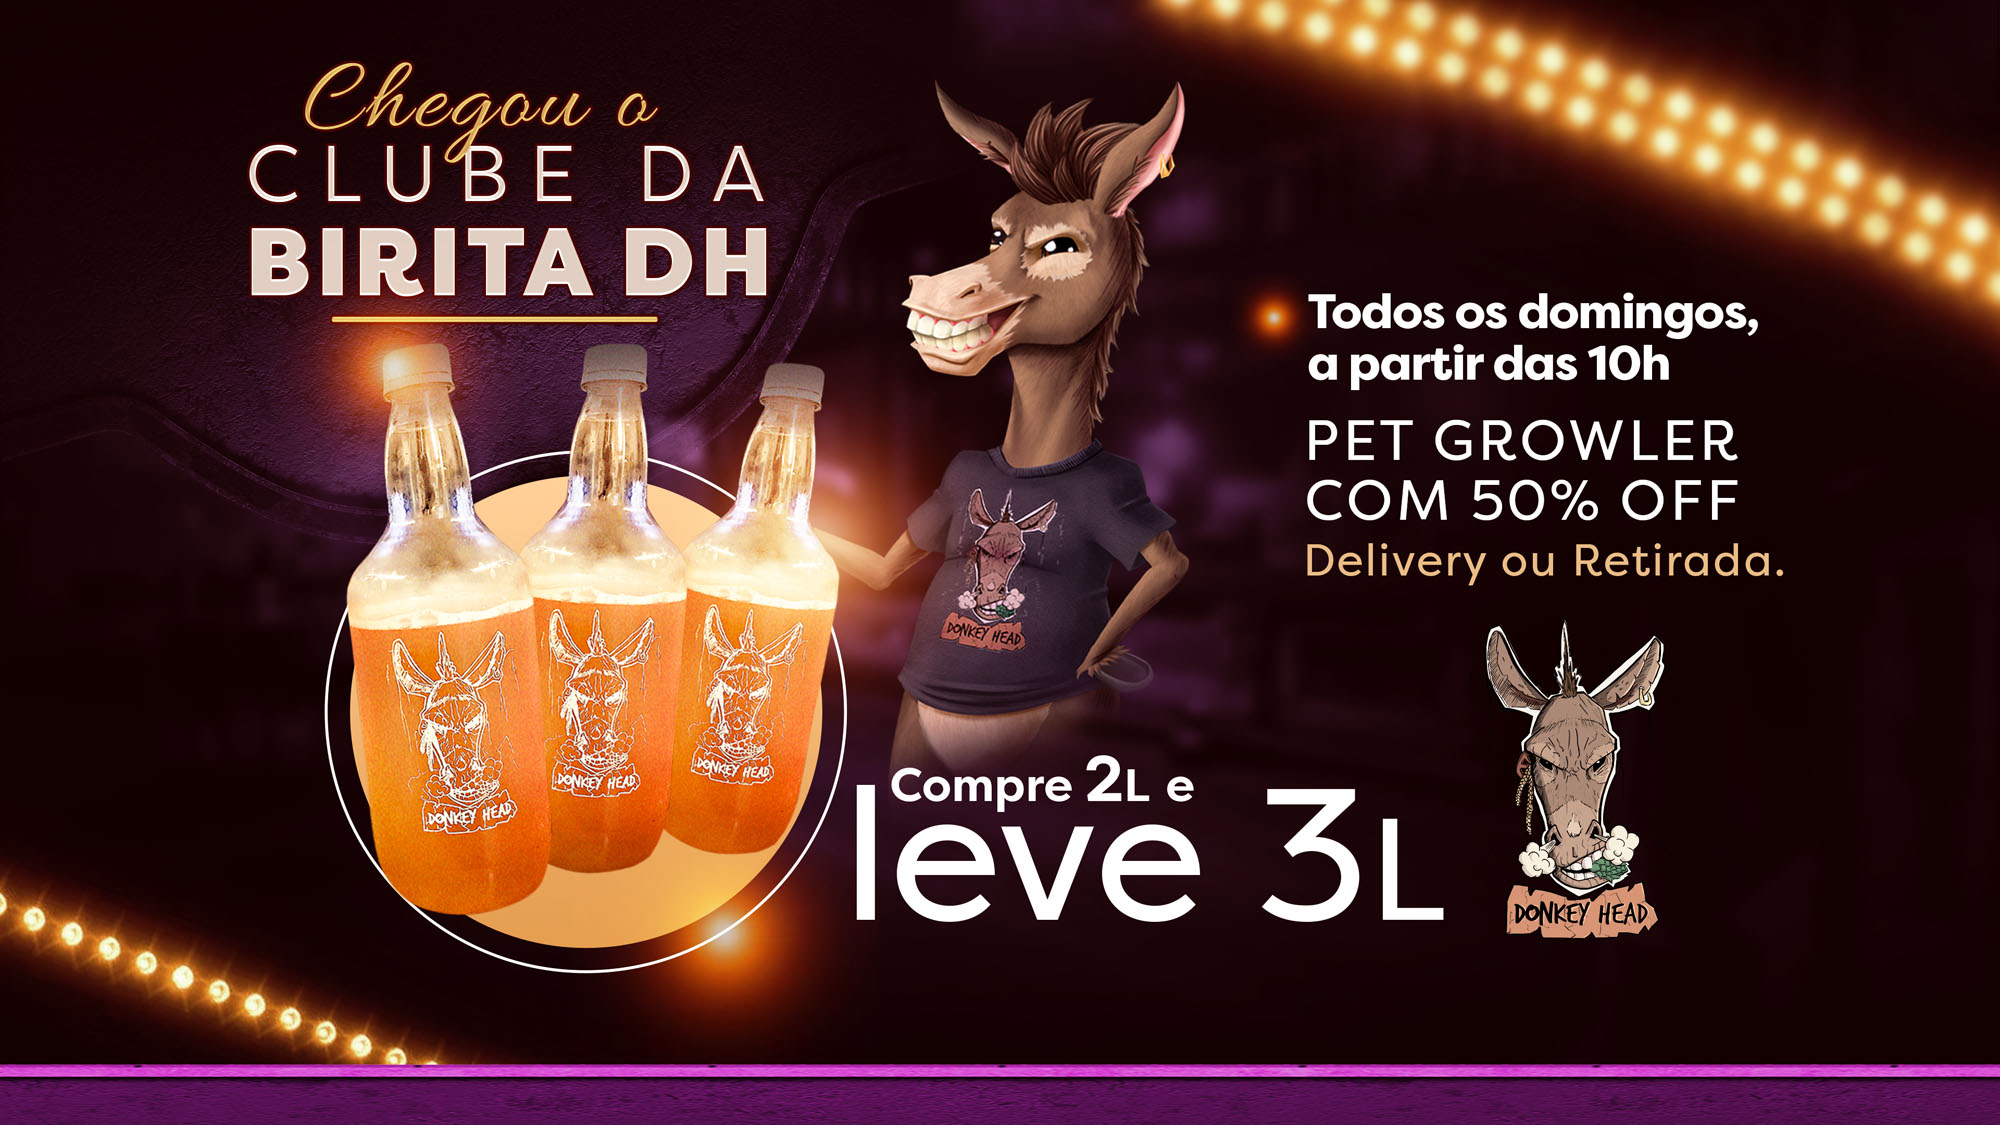 Chegou o
CLUBE DA
BIRITA DH
Todos os domingos,
a partir das 10h
PET GROWLER
COM 50% OFF
Delivery ou Retirada.
DONKEY HEAD
DONKEY HEAD
DONKEY HEAD
DONKEY HEAD
Compre 2L e
leve 3L
DONKEY HEAD